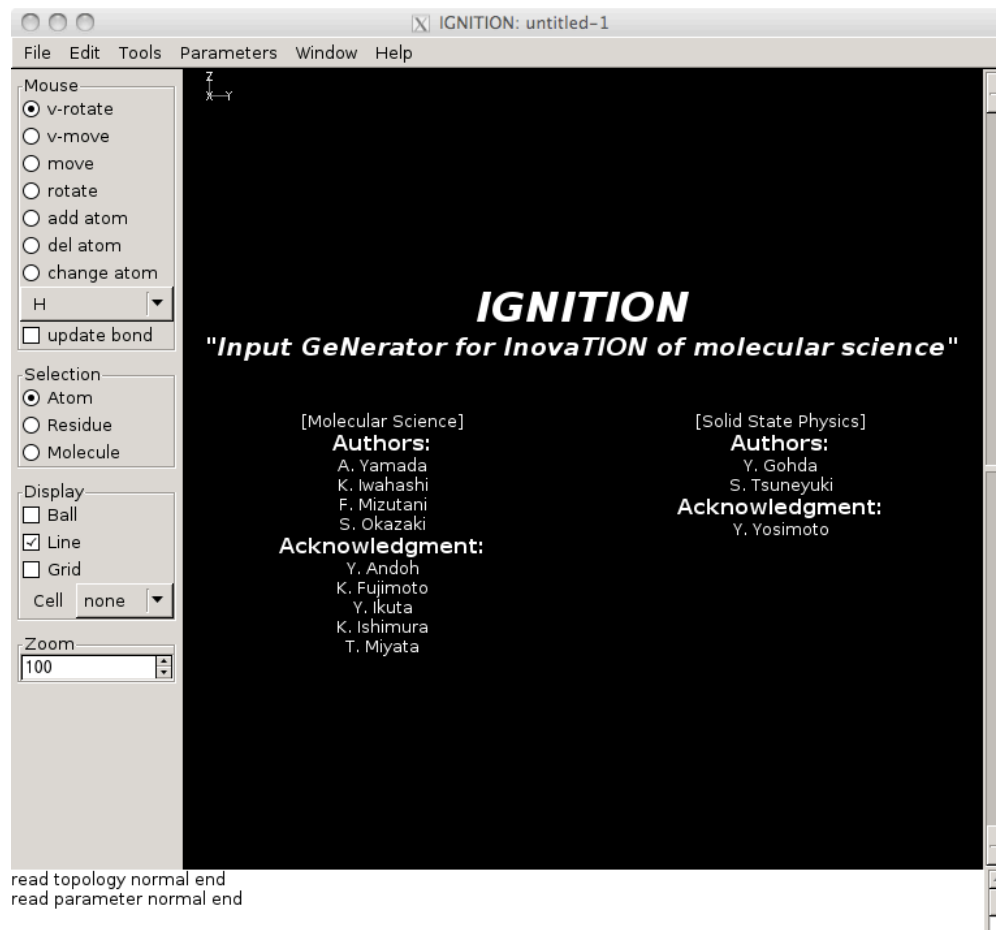 IGNITION: untitled-1
File Edit Tools Parameters Window Help
Mouse
v-rotate
v-move
move
rotate
add atom
del atom
change atom
H
update bond
Selection
Atom
Residue
Molecule
Display
Ball
Line
Grid
Cell none
Zoom
100
Z
X Y
IGNITION
"Input GeNerator for InovaTION of molecular science"
[Molecular Science]
Authors:
A. Yamada
K. Iwahashi
F. Mizutani
S. Okazaki
Acknowledgment:
Y. Andoh
K. Fujimoto
Y. Ikuta
K. Ishimura
T. Miyata
[Solid State Physics]
Authors:
Y. Gohda
S. Tsuneyuki
Acknowledgment:
Y. Yosimoto
read topology normal end
read parameter normal end